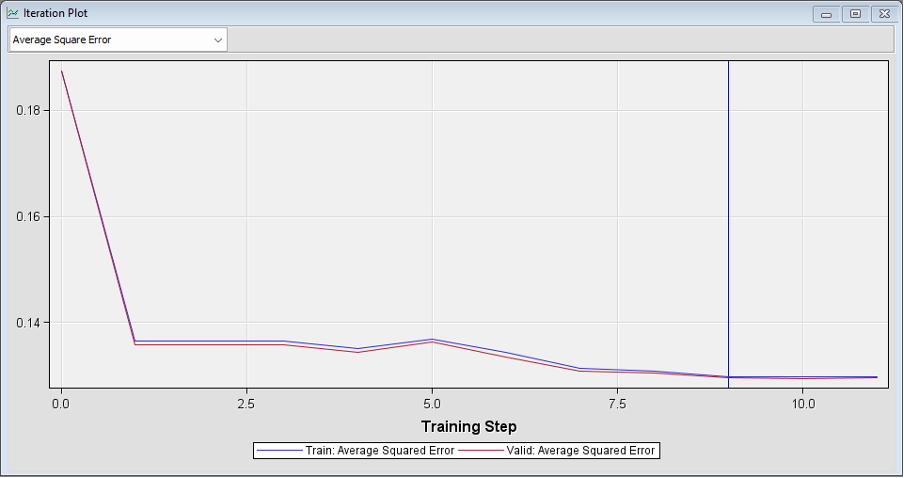 Iteration Plot
Average Square Error
0.18
0.16
0.14
0.0 2.5 5.0 7.5 10.0
Training Step
Train: Average Squared Error Valid: Average Squared Error